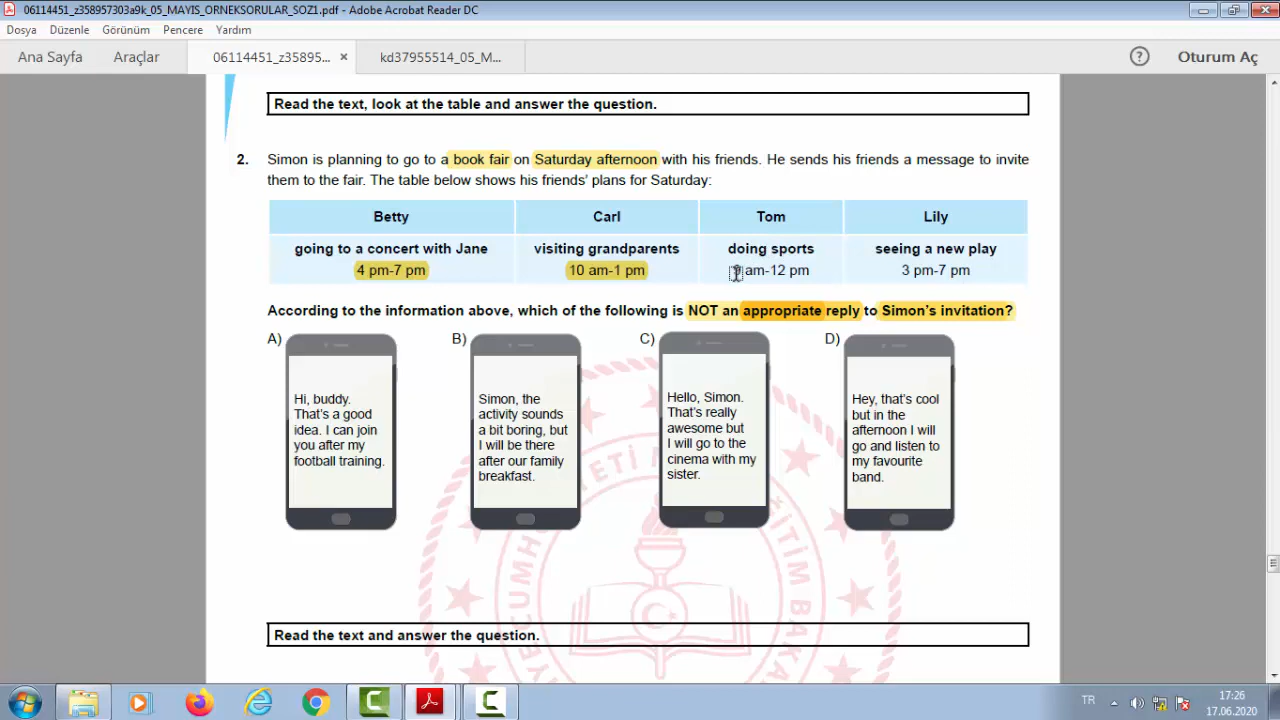 06114451_z358957303a9k_05_MAYIS_ORNEKSORULAR_SOZ1.pdf - Adobe Acrobat Reader DC
Dosya Düzenle Görünüm Pencere Yardım
Ana Sayfa Araçlar 06114451_z35895... × kd37955514_05_M... ? Oturum Aç
Read the text, look at the table and answer the question.
2. Simon is planning to go to a book fair on Saturday afternoon with his friends. He sends his friends a message to invite
them to the fair. The table below shows his friends' plans for Saturday:
Betty Carl Tom Lily
going to a concert with Jane visiting grandparents doing sports seeing a new play
4 pm-7 pm 10 am-1 pm 9 am-12 pm 3 pm-7 pm
According to the information above, which of the following is NOT an appropriate reply to Simon's invitation?
A)
Hi, buddy.
That's a good
idea. I can join
you after my
football training.
B)
Simon, the
activity sounds
a bit boring, but
I will be there
after our family
breakfast.
C)
Hello, Simon.
That's really
awesome but
I will go to the
cinema with my
sister.
D)
Hey, that's cool
but in the
afternoon I will
go and listen to
my favourite
band.
Read the text and answer the question.
TR 17:26
17.06.2020